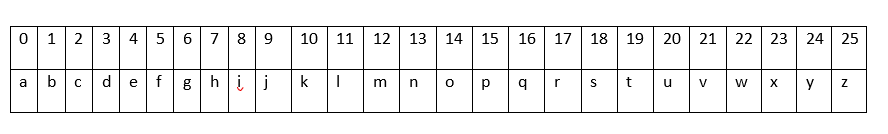 0 1 2 3 4 5 6 7 8 9 10 11 12 13 14 15 16 17 18 19 20 21 22 23 24 25
a b c d e f g h i j k l m n o p q r s t u v w x y z